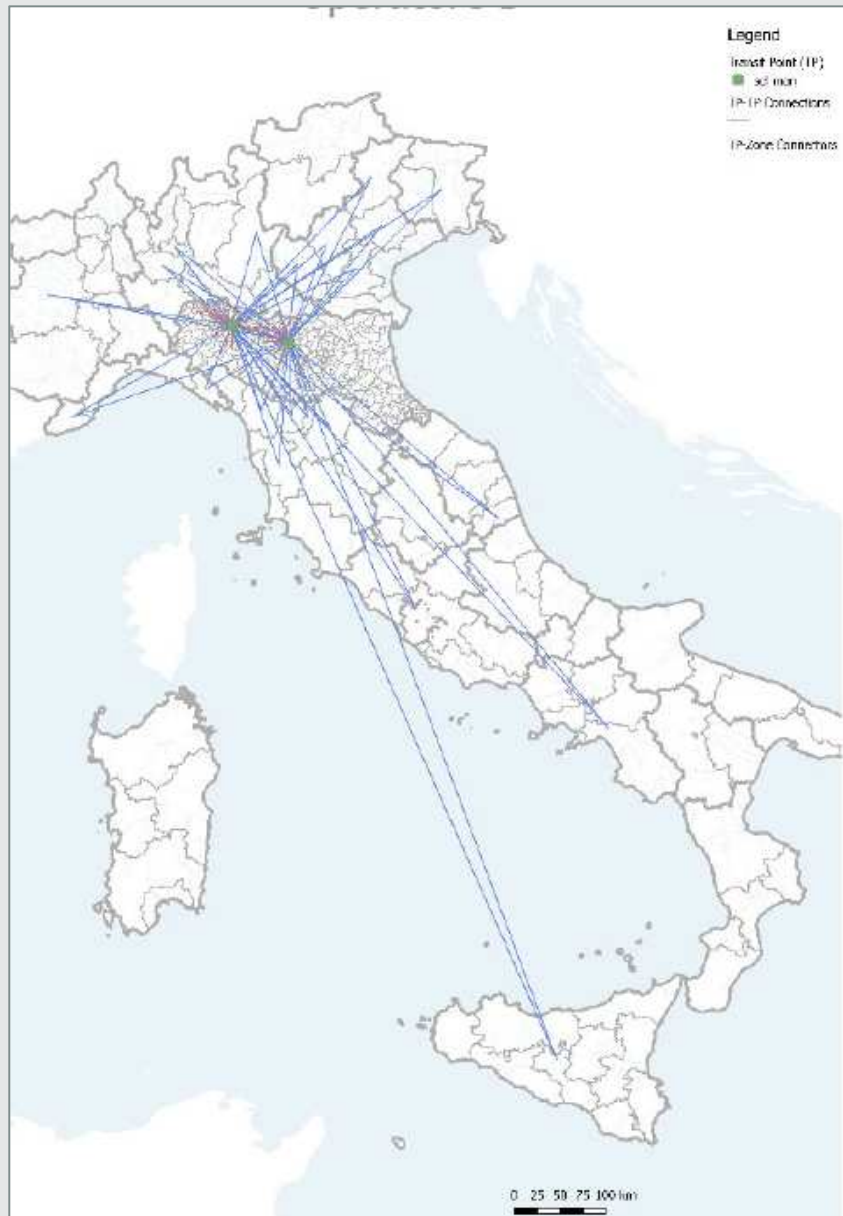 Legend
Transit Point (TP)
TP-TP Connections
TP-Zone Connectors
0 25 50 75 100 km